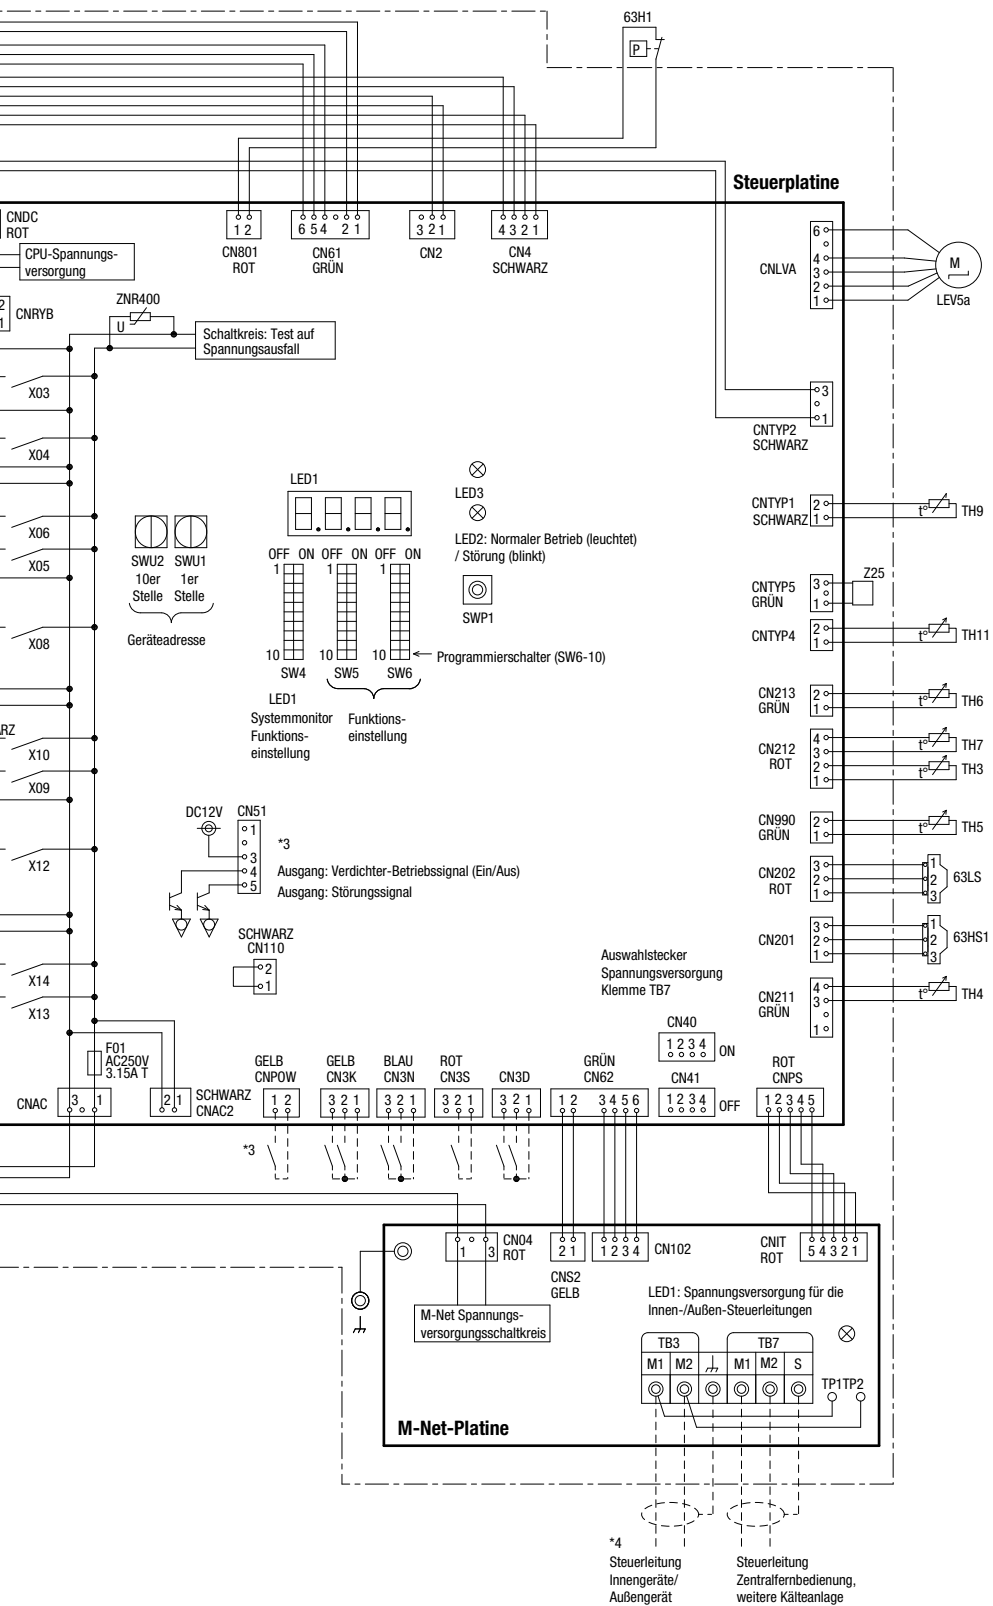 63H1
P
Steuerplatine
CNDC
ROT
CPU-Spannungs-
versorgung
1 2
CN801
ROT
6 5 4 2 1
CN61
GRÜN
3 2 1
CN2
4 3 2 1
CN4
SCHWARZ
6
4
3
2
1
CNLVA
M
LEV5a
2
1
CNRYB
ZNR400
U
Schaltkreis: Test auf
Spannungsausfall
X03
3
1
CNTYP2
SCHWARZ
X04
LED1
LED3
LED2: Normaler Betrieb (leuchtet)
/ Störung (blinkt)
CNTYP1
SCHWARZ
2
1
t°
TH9
X06
X05
SWU2
10er
Stelle
SWU1
1er
Stelle
Geräteadresse
OFF ON OFF ON OFF ON
1 1 1
10 10 10
SW4 SW5 SW6
SWP1
Programmierschalter (SW6-10)
CNTYP5
GRÜN
3
1
Z25
X08
CNTYP4
2
1
t°
TH11
LED1
Systemmonitor
Funktions-
einstellung
Funktions-
einstellung
CN213
GRÜN
2
1
t°
TH6
RZ
X10
X09
CN212
ROT
4
3
2
1
t°
TH7
t°
TH3
DC12V
CN51
1
3
4
5
*3
Ausgang: Verdichter-Betriebssignal (Ein/Aus)
Ausgang: Störungssignal
CN990
GRÜN
2
1
t°
TH5
X12
CN202
ROT
3
2
1
1
2
3
63LS
SCHWARZ
CN110
2
1
CN201
3
2
1
1
2
3
63HS1
X14
X13
Auswahlstecker
Spannungsversorgung
Klemme TB7
CN211
GRÜN
4
3
1
t°
TH4
CN40
1 2 3 4
ON
CN41
1 2 3 4
OFF
F01
AC250V
3.15A T
CNAC
3 1
2 1
SCHWARZ
CNAC2
GELB
CNPOW
1 2
GELB
CN3K
3 2 1
BLAU
CN3N
3 2 1
ROT
CN3S
3 2 1
CN3D
3 2 1
GRÜN
CN62
1 2 3 4 5 6
ROT
CNPS
1 2 3 4 5
*3
1 3
CN04
ROT
2 1
CNS2
GELB
1 2 3 4
CN102
CNIT
ROT
5 4 3 2 1
M-Net Spannungs-
versorgungsschaltkreis
LED1: Spannungsversorgung für die
Innen-/Außen-Steuerleitungen
TB3 TB7
M1 M2 M1 M2 S
TP1TP2
M-Net-Platine
*4
Steuerleitung
Innengeräte/
Außengerät
Steuerleitung
Zentralfernbedienung,
weitere Kälteanlage